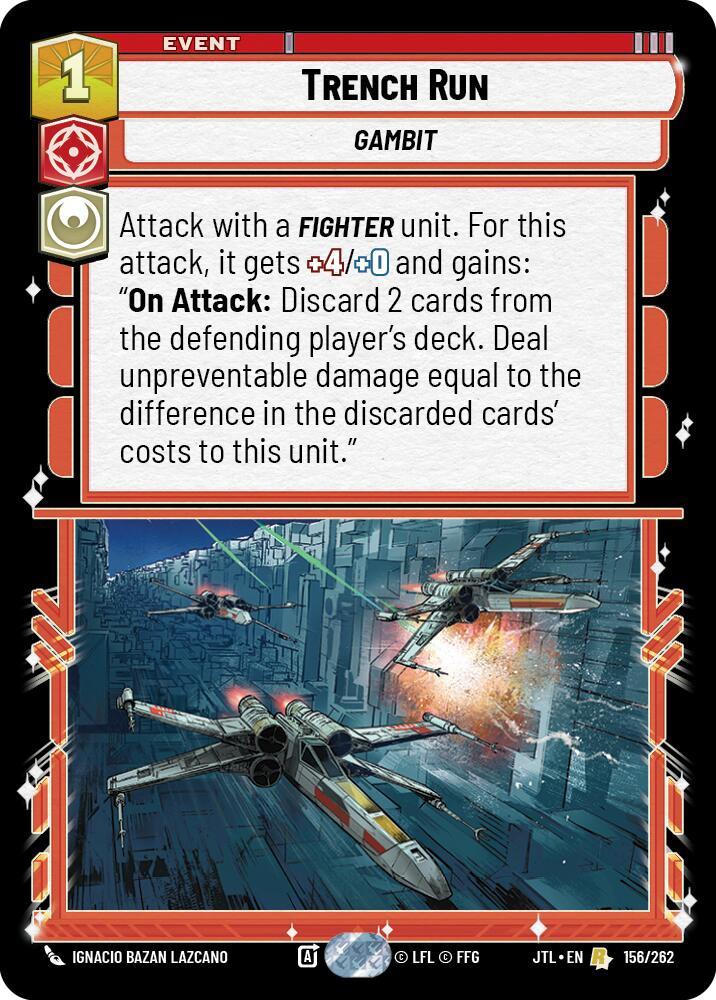 EVENT
1
TRENCH RUN
GAMBIT
Attack with a FIGHTER unit. For this
attack, it gets +4/+0 and gains:
“On Attack: Discard 2 cards from
the defending player’s deck. Deal
unpreventable damage equal to the
difference in the discarded cards’
costs to this unit.”
IGNACIO BAZAN LAZCANO
A
© LFL © FFG
JTL • EN
R
156/262